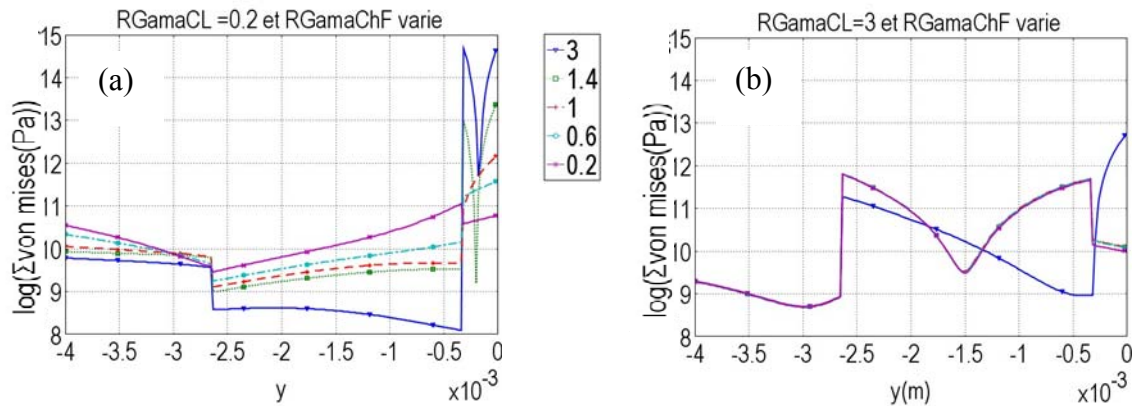 RGamaCL =0.2 et RGamaChF varie
(a)
log(Σvon mises(Pa))
15
14
13
12
11
10
9
8
-4 -3.5 -3 -2.5 -2 -1.5 -1 -0.5 0
×10⁻³
y
3
1.4
1
0.6
0.2
RGamaCL=3 et RGamaChF varie
(b)
log(Σvon mises(Pa))
15
14
13
12
11
10
9
8
-4 -3.5 -3 -2.5 -2 -1.5 -1 -0.5 0
×10⁻³
y(m)